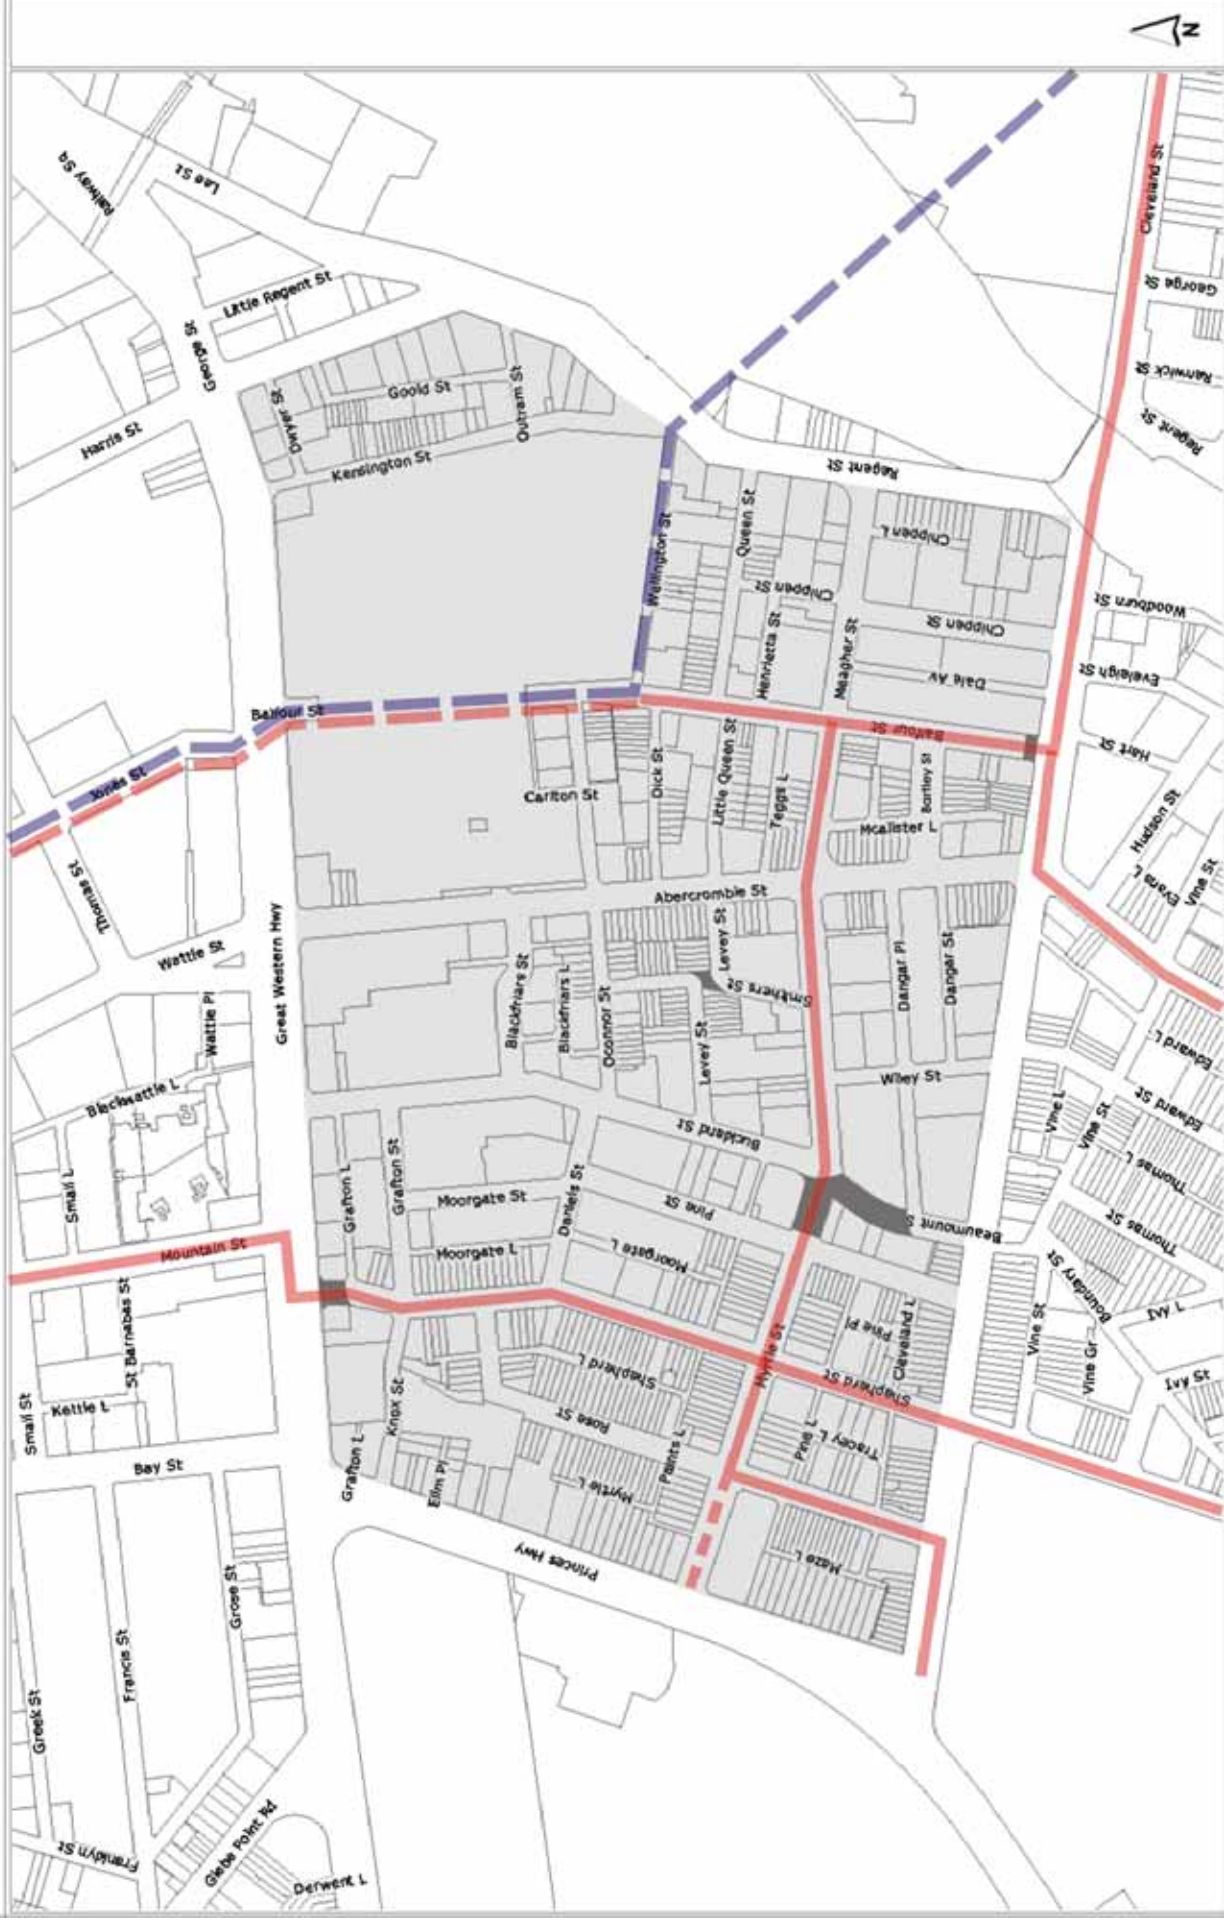 N
Railway Sq
Lee St
Cleveland St
George St
Little Regent St
George St
Renwick St
Regent St
Harris St
Dwyer St
Goold St
Outram St
Kensington St
Regent St
Queen St
Chippen L
Wellington St
Chippen St
Woodburn St
Henrietta St
Meagher St
Chippen St
Dale Av
Eveleigh St
Balfour St
Balfour St
Hart St
Jones St
Carlton St
Dick St
Little Queen St
Teggs L
Bartley St
Mcalister L
Hudson St
Evans L
Vine St
Thomas St
Abercrombie St
Wattle St
Great Western Hwy
Levey St
Smithers St
Dangar Pl
Dangar St
Wattle Pl
Blackfriars St
Blackfriars L
Oconnor St
Levey St
Wiley St
Edward L
Edward St
Blackwattle L
Vine L
Vine St
Thomas L
Thomas St
Buckland St
Small L
Grafton L
Grafton St
Moorgate St
Daniels St
Pine St
Beaumount S
Mountain St
Moorgate L
Moorgate L
Boundary St
Ivy L
St Barnabas St
Myrtle St
Pine Pl
Cleveland L
Vine St
Vine Gr
Ivy St
Small St
Kettle L
Knox St
Shepherd L
Shepherd St
Rose St
Bay St
Grafton L
Elim Pl
Myrtle L
Paints L
Pine L
Tracey L
Princes Hwy
Maze L
Grose St
Francis St
Greek St
Franklyn St
Glebe Point Rd
Derwent L